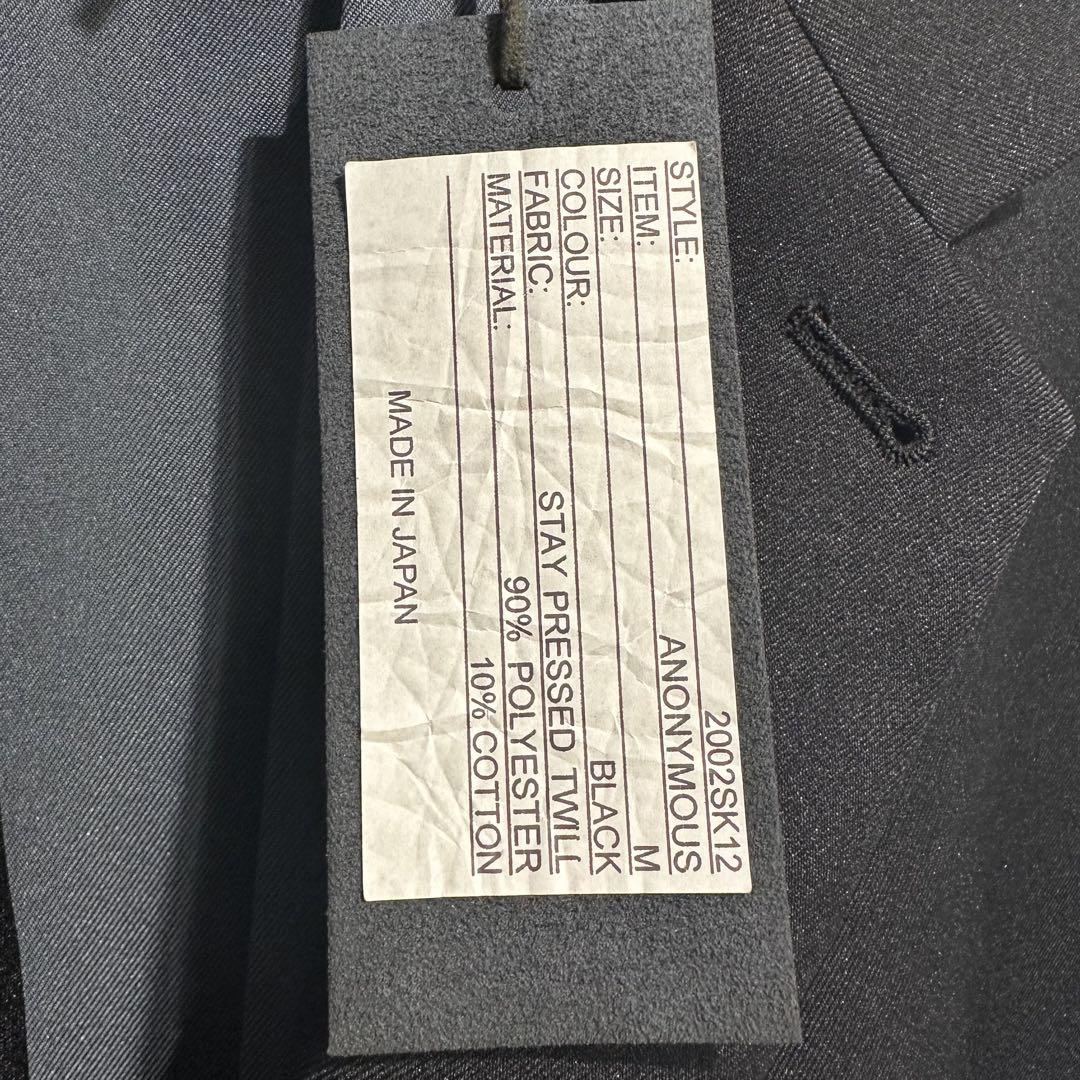 STYLE: 2002SK12
ITEM: ANONYMOUS
SIZE: M
COLOUR: BLACK
FABRIC: STAY PRESSED TWILL
MATERIAL: 90% POLYESTER
10% COTTON
MADE IN JAPAN